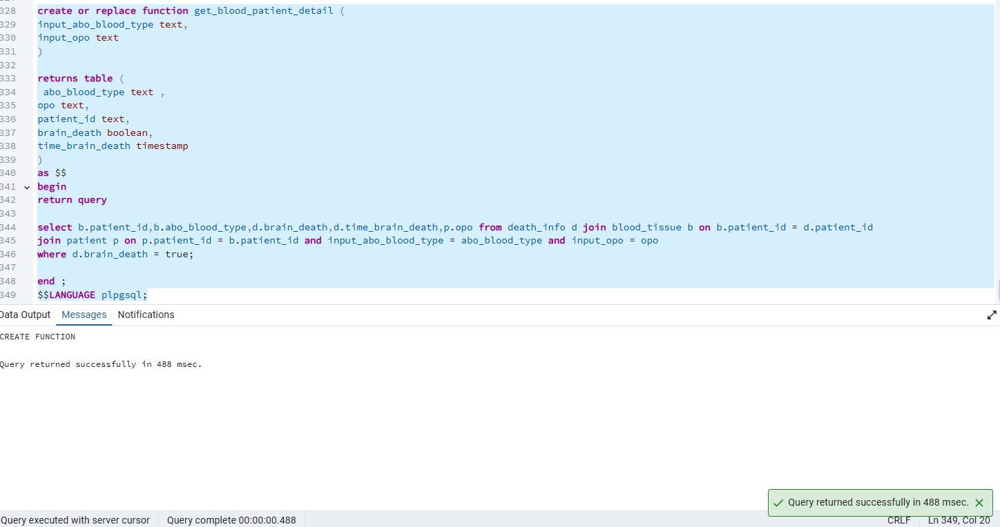 328 create or replace function get_blood_patient_detail (
329 input_abo_blood_type text,
330 input_opo text
331 )
332
333 returns table (
334  abo_blood_type text ,
335 opo text,
336 patient_id text,
337 brain_death boolean,
338 time_brain_death timestamp
339 )
340 as $$
341 begin
342 return query
343
344 select b.patient_id,b.abo_blood_type,d.brain_death,d.time_brain_death,p.opo from death_info d join blood_tissue b on b.patient_id = d.patient_id
345 join patient p on p.patient_id = b.patient_id and input_abo_blood_type = abo_blood_type and input_opo = opo
346 where d.brain_death = true;
347
348 end ;
349 $$LANGUAGE plpgsql;
Data Output Messages Notifications
CREATE FUNCTION
Query returned successfully in 488 msec.
Query returned successfully in 488 msec.
Query executed with server cursor Query complete 00:00:00.488 CRLF Ln 349, Col 20